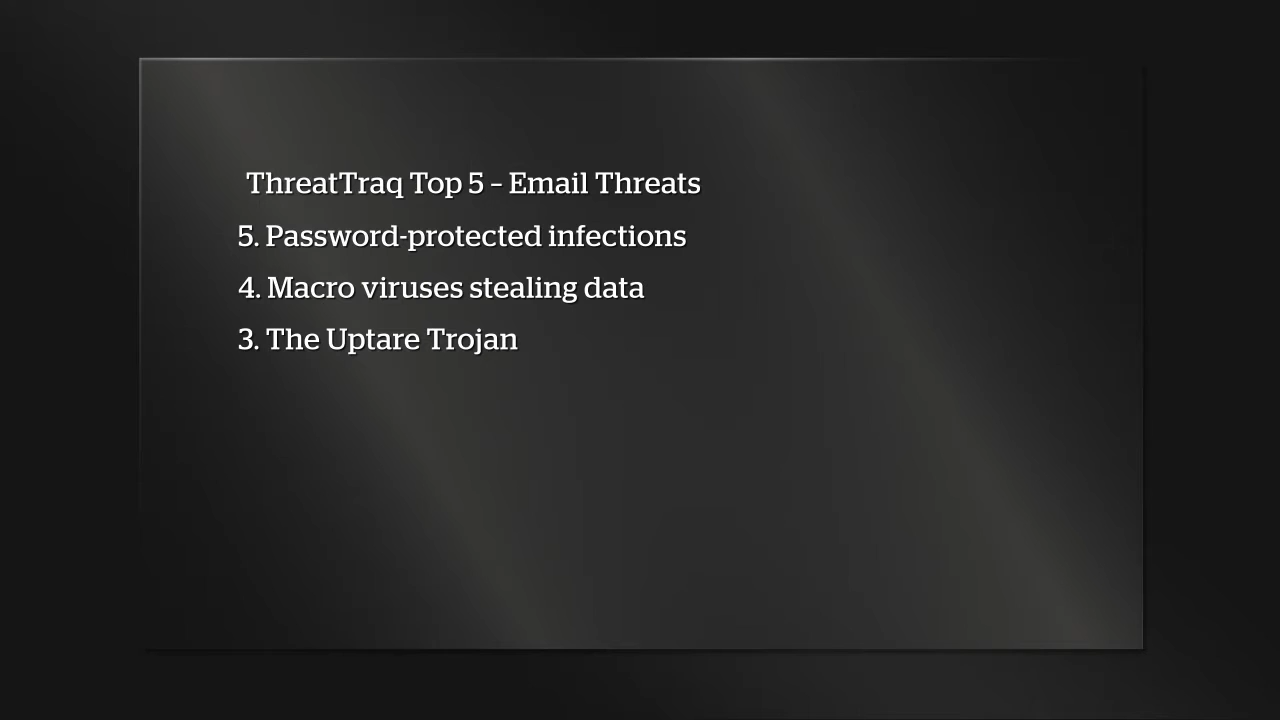 ThreatTraq Top 5 – Email Threats
5. Password-protected infections
4. Macro viruses stealing data
3. The Uptare Trojan